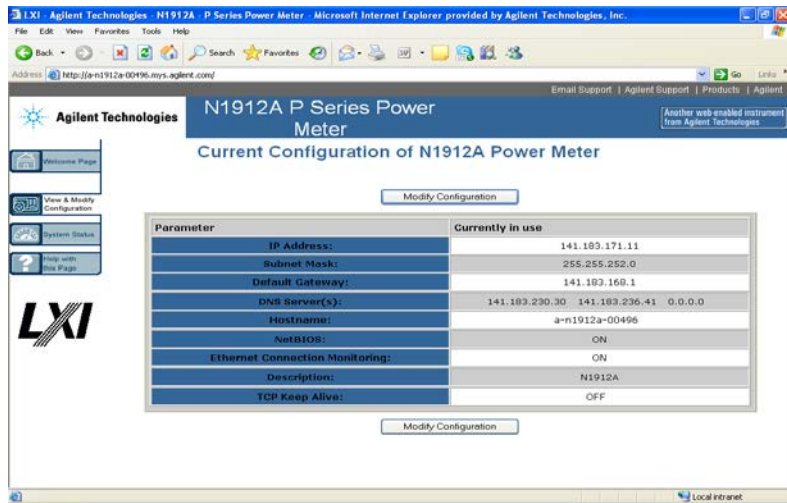 LXI - Agilent Technologies - N1912A - P Series Power Meter - Microsoft Internet Explorer provided by Agilent Technologies, Inc.
File Edit View Favorites Tools Help
Back Search Favorites
Address http://a-n1912a-00496.mys.agilent.com/ Go Links
Email Support | Agilent Support | Products | Agilent
Agilent Technologies
N1912A P Series Power Meter
Another web-enabled instrument
from Agilent Technologies
Welcome Page
View & Modify
Configuration
System Status
Help with
this Page
LXI
Current Configuration of N1912A Power Meter
Modify Configuration
Parameter Currently in use
IP Address: 141.183.171.11
Subnet Mask: 255.255.252.0
Default Gateway: 141.183.168.1
DNS Server(s): 141.183.230.30 141.183.236.41 0.0.0.0
Hostname: a-n1912a-00496
NetBIOS: ON
Ethernet Connection Monitoring: ON
Description: N1912A
TCP Keep Alive: OFF
Modify Configuration
Local intranet